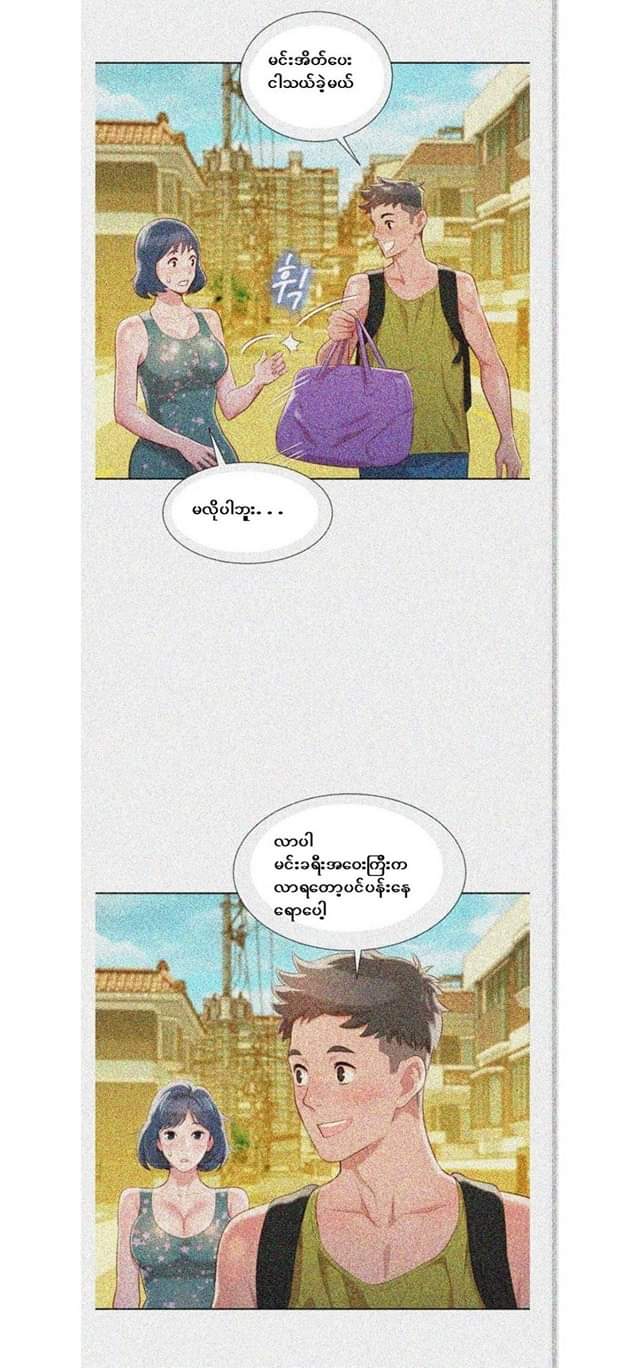 မင်းအိတ်ပေး
ငါသယ်ခဲ့မယ်
휙
မလိုပါဘူး...
လာပါ
မင်းခရီးအဝေးကြီးက
လာရတော့ပင်ပန်းနေ
ရောပေါ့